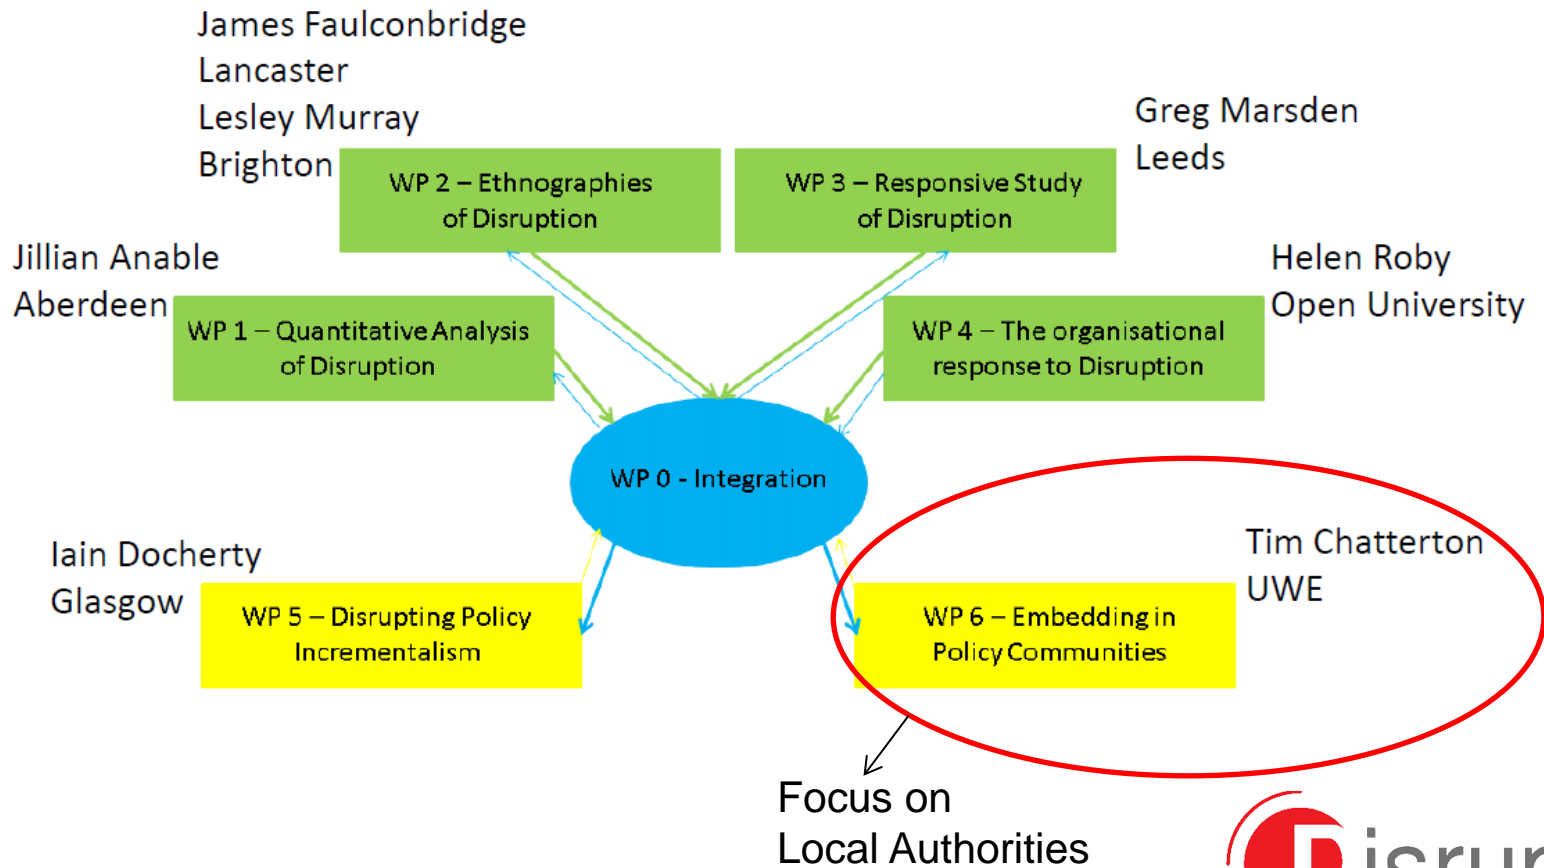 James Faulconbridge
Lancaster
Lesley Murray
Brighton
Greg Marsden
Leeds
WP 2 – Ethnographies
of Disruption
WP 3 – Responsive Study
of Disruption
Jillian Anable
Aberdeen
Helen Roby
Open University
WP 1 – Quantitative Analysis
of Disruption
WP 4 – The organisational
response to Disruption
WP 0 - Integration
Iain Docherty
Glasgow
Tim Chatterton
UWE
WP 5 – Disrupting Policy
Incrementalism
WP 6 – Embedding in
Policy Communities
Focus on
Local Authorities